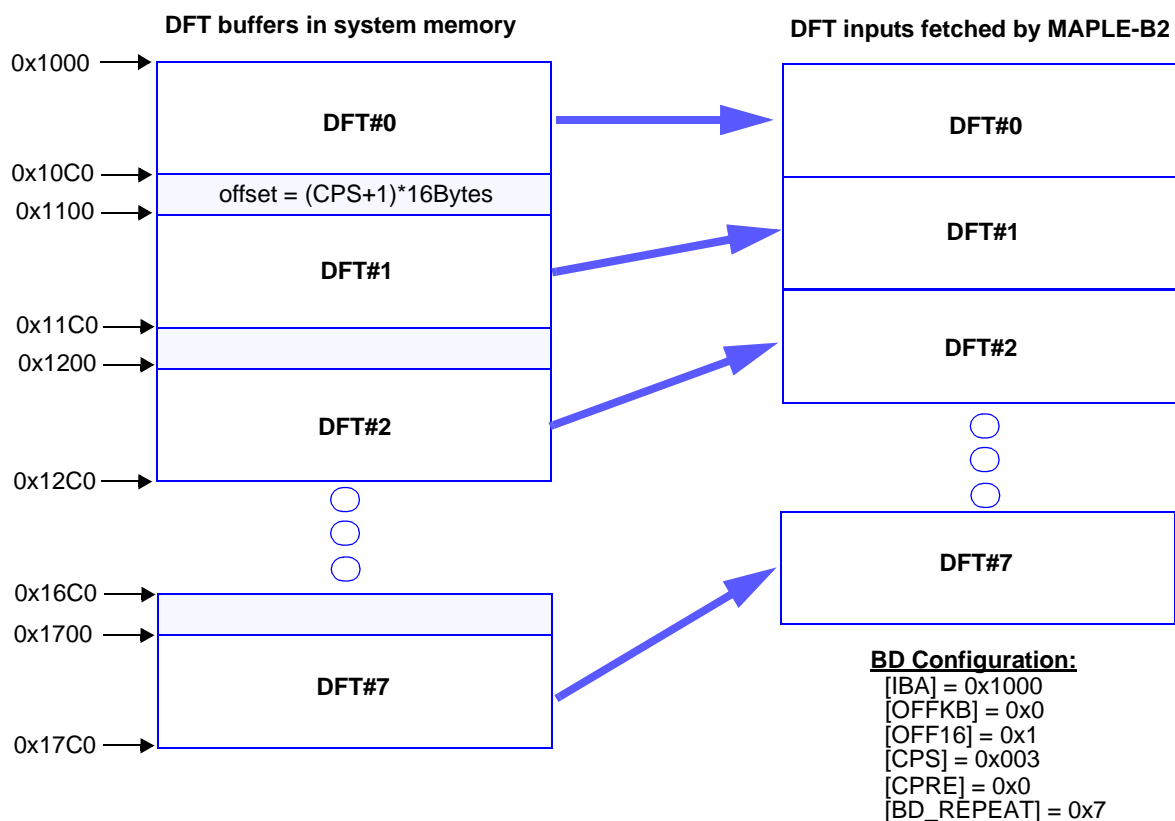 DFT buffers in system memory
DFT inputs fetched by MAPLE-B2
0x1000
DFT#0
0x10C0
offset = (CPS+1)*16Bytes
0x1100
DFT#1
0x11C0
0x1200
DFT#2
0x12C0
0x16C0
0x1700
DFT#7
0x17C0
DFT#0
DFT#1
DFT#2
DFT#7
BD Configuration:
[IBA] = 0x1000
[OFFKB] = 0x0
[OFF16] = 0x1
[CPS] = 0x003
[CPRE] = 0x0
[BD_REPEAT] = 0x7